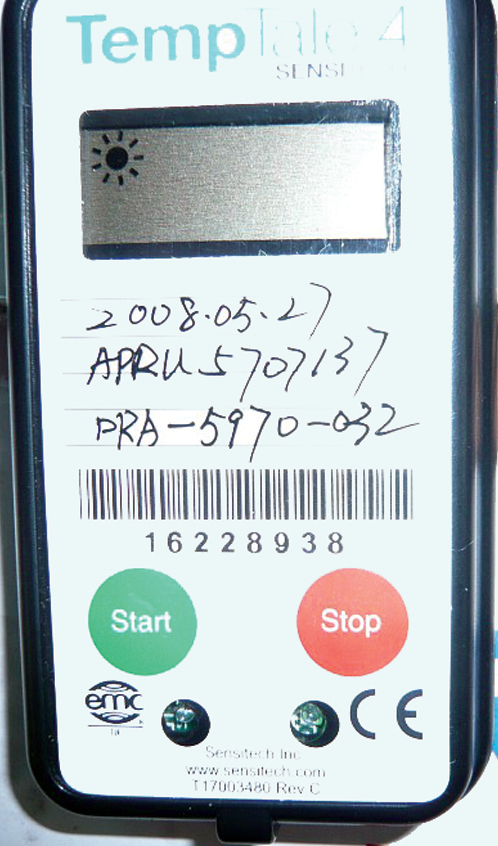 TempTale 4
2008.05.27
APRU5707137
PRA-5970-032
16228938
Start
Stop
emc
CE
Sensitech Inc
www.sensitech.com
T17003480 Rev C